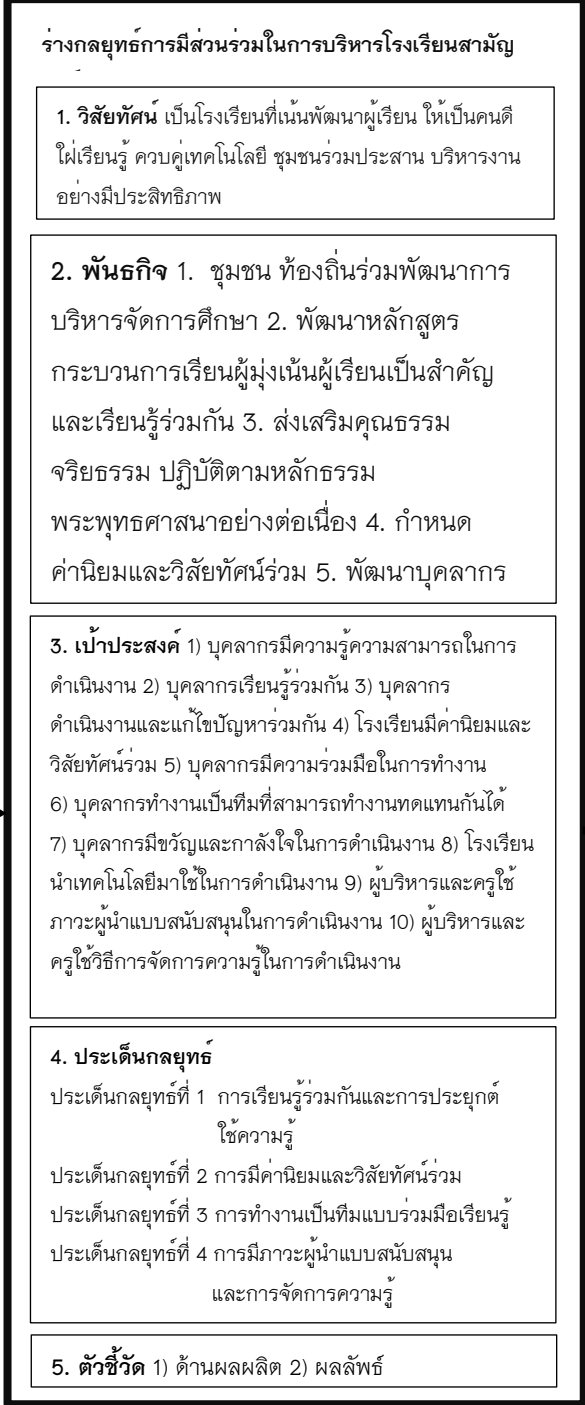 ร่างกลยุทธ์การมีส่วนร่วมในการบริหารโรงเรียนสามัญ
1. วิสัยทัศน์ เป็นโรงเรียนที่เน้นพัฒนาผู้เรียน ให้เป็นคนดี
ใฝ่เรียนรู้ ควบคู่เทคโนโลยี ชุมชนร่วมประสาน บริหารงาน
อย่างมีประสิทธิภาพ
2. พันธกิจ 1. ชุมชน ท้องถิ่นร่วมพัฒนาการ
บริหารจัดการศึกษา 2. พัฒนาหลักสูตร
กระบวนการเรียนผู้มุ่งเน้นผู้เรียนเป็นสำคัญ
และเรียนรู้ร่วมกัน 3. ส่งเสริมคุณธรรม
จริยธรรม ปฏิบัติตามหลักธรรม
พระพุทธศาสนาอย่างต่อเนื่อง 4. กำหนด
ค่านิยมและวิสัยทัศน์ร่วม 5. พัฒนาบุคลากร
3. เป้าประสงค์ 1) บุคลากรมีความรู้ความสามารถในการ
ดำเนินงาน 2) บุคลากรเรียนรู้ร่วมกัน 3) บุคลากร
ดำเนินงานและแก้ไขปัญหาร่วมกัน 4) โรงเรียนมีค่านิยมและ
วิสัยทัศน์ร่วม 5) บุคลากรมีความร่วมมือในการทำงาน
6) บุคลากรทำงานเป็นทีมที่สามารถทำงานทดแทนกันได้
7) บุคลากรมีขวัญและกาลังใจในการดำเนินงาน 8) โรงเรียน
นำเทคโนโลยีมาใช้ในการดำเนินงาน 9) ผู้บริหารและครูใช้
ภาวะผู้นำแบบสนับสนุนในการดำเนินงาน 10) ผู้บริหารและ
ครูใช้วิธีการจัดการความรู้ในการดำเนินงาน
4. ประเด็นกลยุทธ์
ประเด็นกลยุทธ์ที่ 1 การเรียนรู้ร่วมกันและการประยุกต์
ใช้ความรู้
ประเด็นกลยุทธ์ที่ 2 การมีค่านิยมและวิสัยทัศน์ร่วม
ประเด็นกลยุทธ์ที่ 3 การทำงานเป็นทีมแบบร่วมมือเรียนรู้
ประเด็นกลยุทธ์ที่ 4 การมีภาวะผู้นำแบบสนับสนุน
และการจัดการความรู้
5. ตัวชี้วัด 1) ด้านผลผลิต 2) ผลลัพธ์